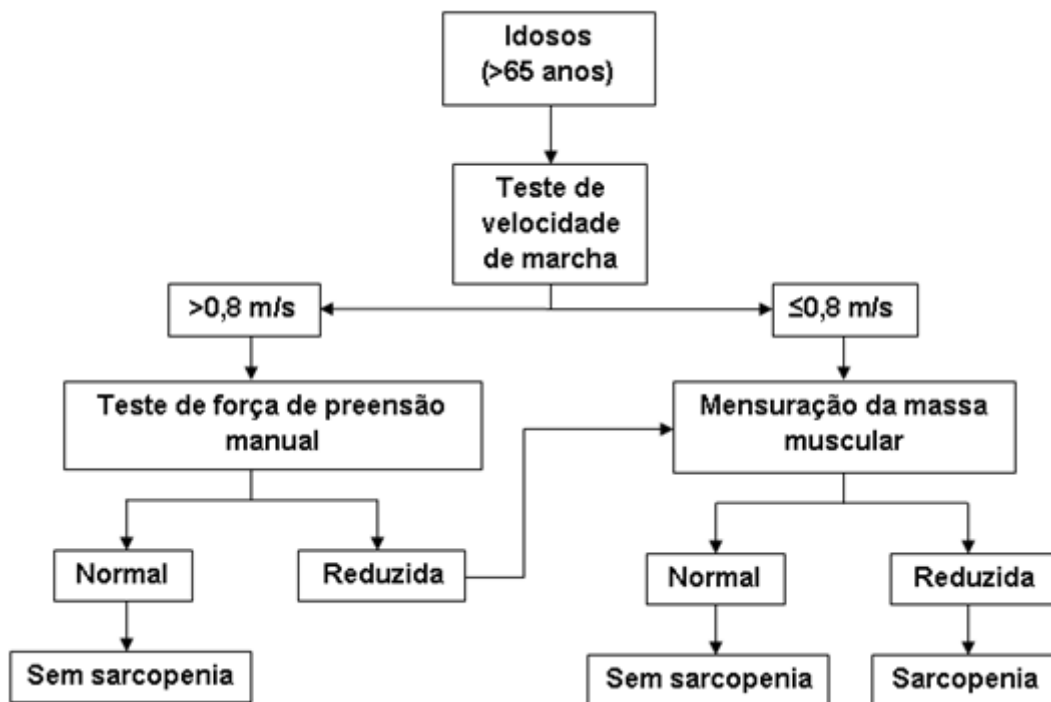 Idosos
(>65 anos)
Teste de
velocidade
de marcha
>0,8 m/s
≤0,8 m/s
Teste de força de preensão
manual
Mensuração da massa
muscular
Normal
Reduzida
Normal
Reduzida
Sem sarcopenia
Sem sarcopenia
Sarcopenia